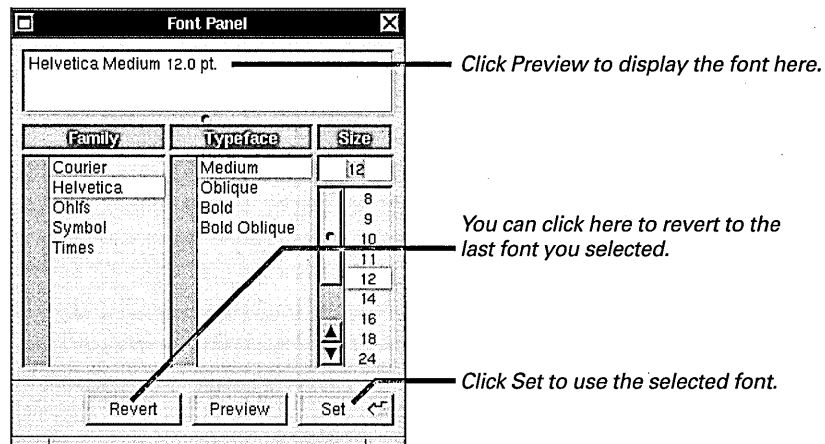 Font Panel
Helvetica Medium 12.0 pt.
Click Preview to display the font here.
Family
Typeface
Size
Courier
Helvetica
Ohlfs
Symbol
Times
Medium
Oblique
Bold
Bold Oblique
12
8
9
10
11
12
14
16
18
24
You can click here to revert to the
last font you selected.
Revert
Preview
Set
Click Set to use the selected font.